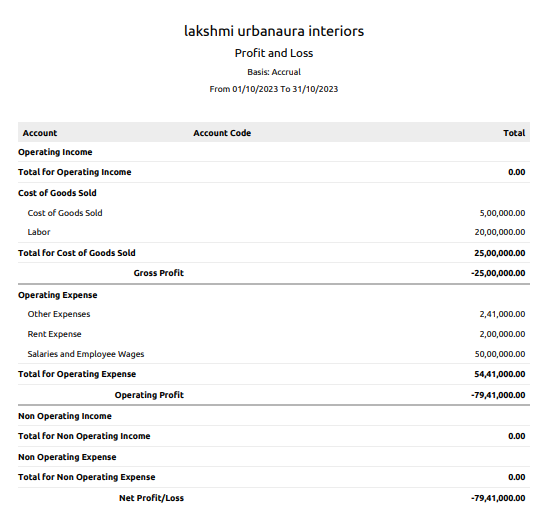 lakshmi urbanaura interiors
Profit and Loss
Basis: Accrual
From 01/10/2023 To 31/10/2023
Account Account Code Total
Operating Income
Total for Operating Income 0.00
Cost of Goods Sold
Cost of Goods Sold 5,00,000.00
Labor 20,00,000.00
Total for Cost of Goods Sold 25,00,000.00
Gross Profit -25,00,000.00
Operating Expense
Other Expenses 2,41,000.00
Rent Expense 2,00,000.00
Salaries and Employee Wages 50,00,000.00
Total for Operating Expense 54,41,000.00
Operating Profit -79,41,000.00
Non Operating Income
Total for Non Operating Income 0.00
Non Operating Expense
Total for Non Operating Expense 0.00
Net Profit/Loss -79,41,000.00